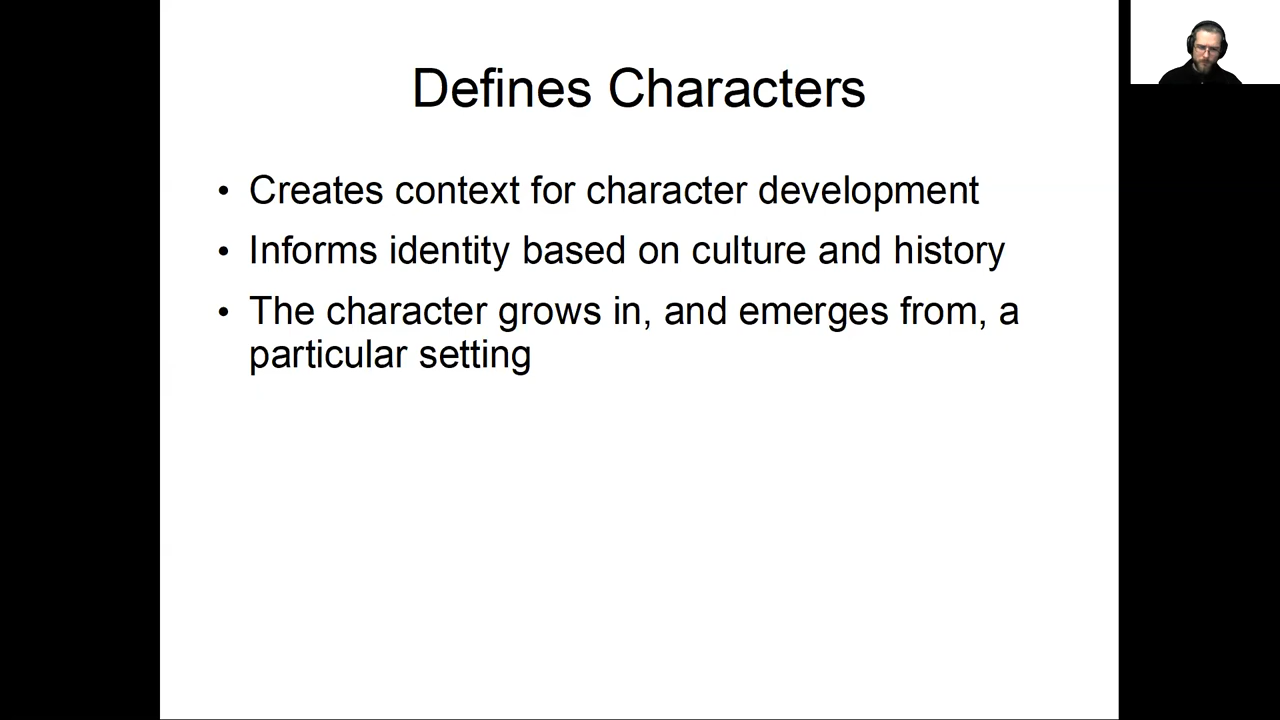 Defines Characters
• Creates context for character development
• Informs identity based on culture and history
• The character grows in, and emerges from, a
particular setting